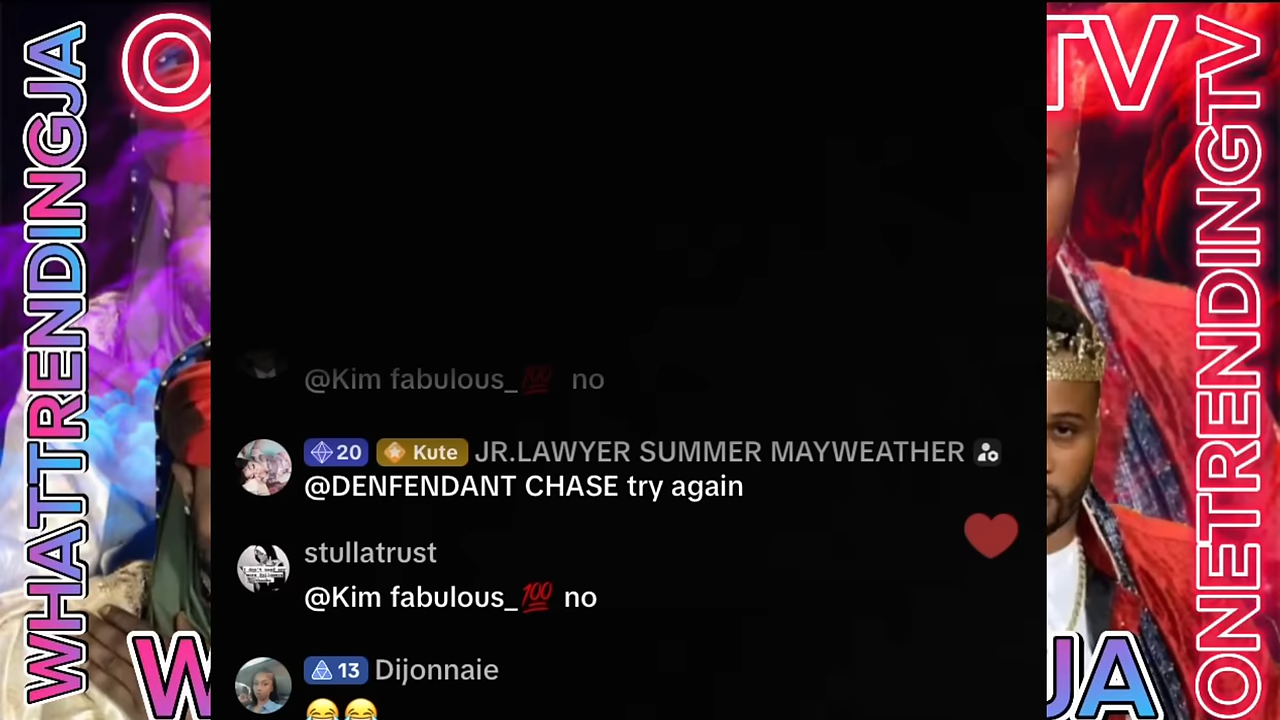 WHATTRENDINGJA
O
TV
ONETRENDINGTV
@Kim fabulous_💯 no
20 Kute JR.LAWYER SUMMER MAYWEATHER
@DENFENDANT CHASE try again
stullatrust
@Kim fabulous_💯 no
13 Dijonnaie
😂😂
W
JA